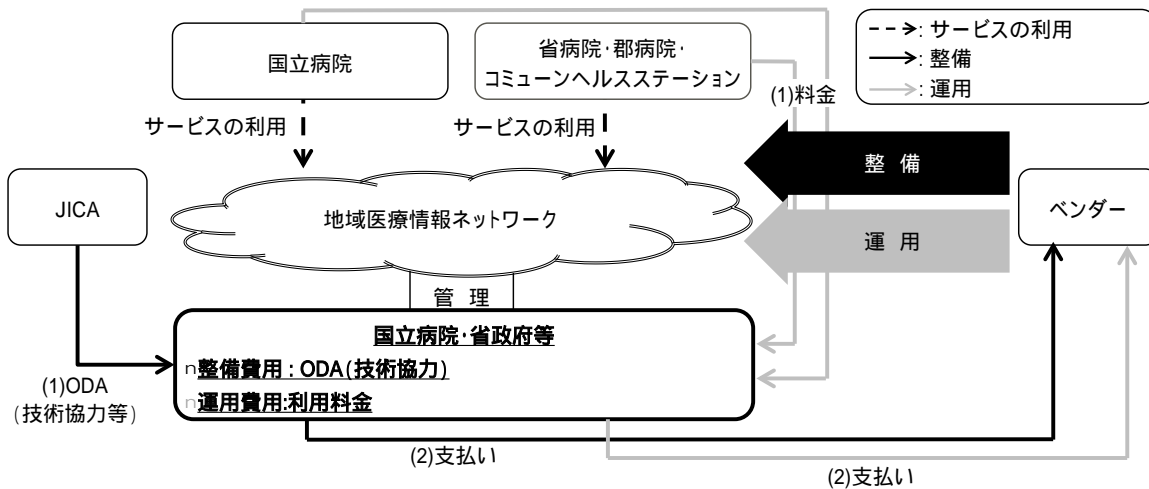 国立病院
省病院・郡病院・
コミューンヘルスステーション
: サービスの利用
: 整備
: 運用
(1)料金
サービスの利用
サービスの利用
整 備
JICA
地域医療情報ネットワーク
ベンダー
運 用
管 理
国立病院・省政府等
n整備費用 : ODA(技術協力)
n運用費用:利用料金
(1)ODA
(技術協力等)
(2)支払い
(2)支払い